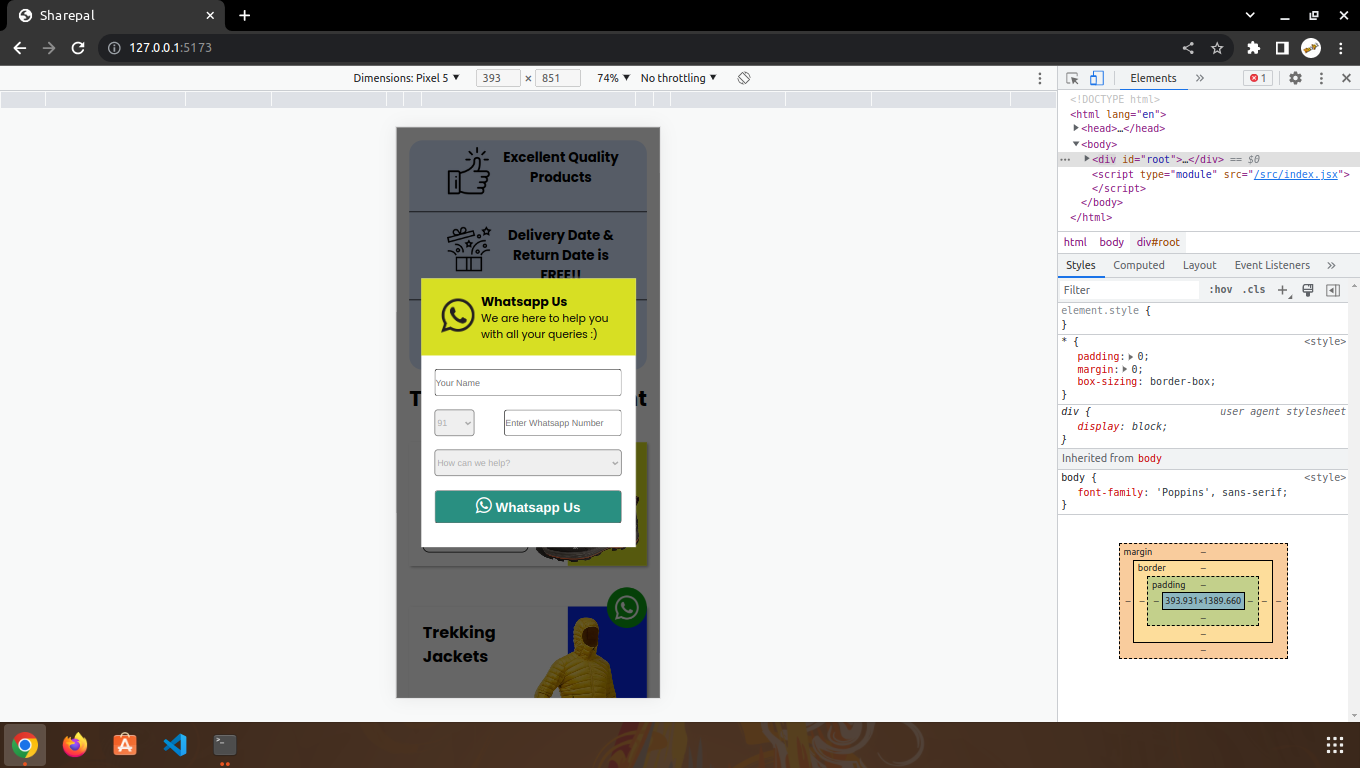 Sharepal
127.0.0.1:5173
Dimensions: Pixel 5 393 × 851 74% No throttling
Excellent Quality
Products
Delivery Date &
Return Date is
FREE!!
Whatsapp Us
We are here to help you
with all your queries :)
Your Name
91 Enter Whatsapp Number
How can we help?
Whatsapp Us
Trekking
Jackets
Elements 1
<!DOCTYPE html>
<html lang="en">
<head>…</head>
<body>
<div id="root">…</div> == $0
<script type="module" src="/src/index.jsx">
</script>
</body>
</html>
html body div#root
Styles Computed Layout Event Listeners
Filter :hov .cls
element.style {
}
* { <style>
padding: 0;
margin: 0;
box-sizing: border-box;
}
div { user agent stylesheet
display: block;
}
Inherited from body
body { <style>
font-family: 'Poppins', sans-serif;
}
margin –
border –
padding –
– – – 393.931×1389.660 – – –
–
–
–